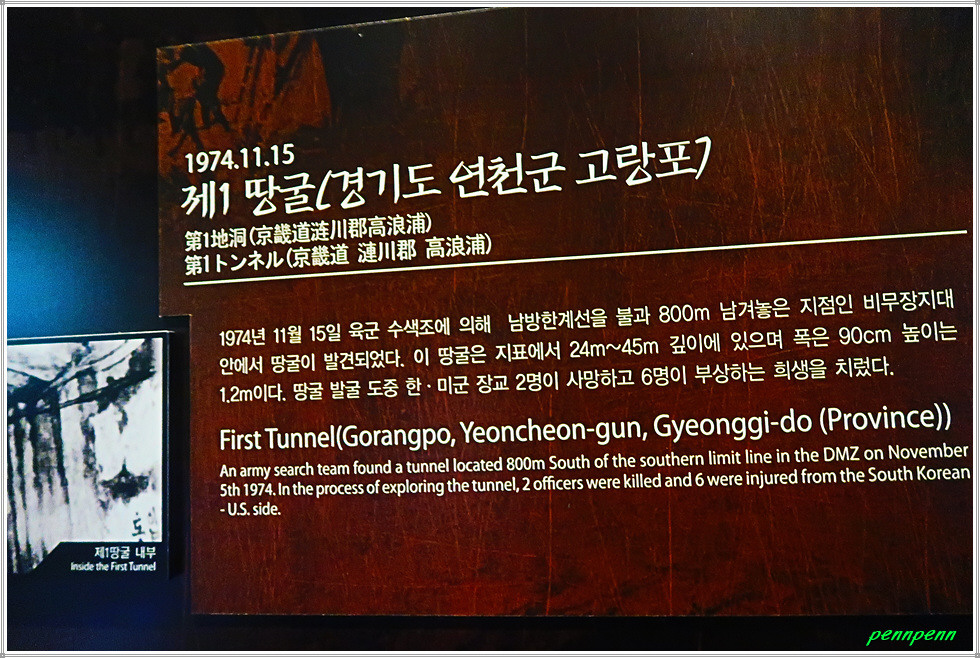 1974.11.15
제1 땅굴(경기도 연천군 고랑포)
第1地洞(京畿道涟川郡高浪浦)
第1トンネル(京畿道 漣川郡 高浪浦)
1974년 11월 15일 육군 수색조에 의해 남방한계선을 불과 800m 남겨놓은 지점인 비무장지대
안에서 땅굴이 발견되었다. 이 땅굴은 지표에서 24m~45m 깊이에 있으며 폭은 90cm 높이는
1.2m이다. 땅굴 발굴 도중 한·미군 장교 2명이 사망하고 6명이 부상하는 희생을 치렀다.
First Tunnel(Gorangpo, Yeoncheon-gun, Gyeonggi-do (Province))
An army search team found a tunnel located 800m South of the southern limit line in the DMZ on November
5th 1974. In the process of exploring the tunnel, 2 officers were killed and 6 were injured from the South Korean
- U.S. side.
제1땅굴 내부
Inside the First Tunnel
pennpenn